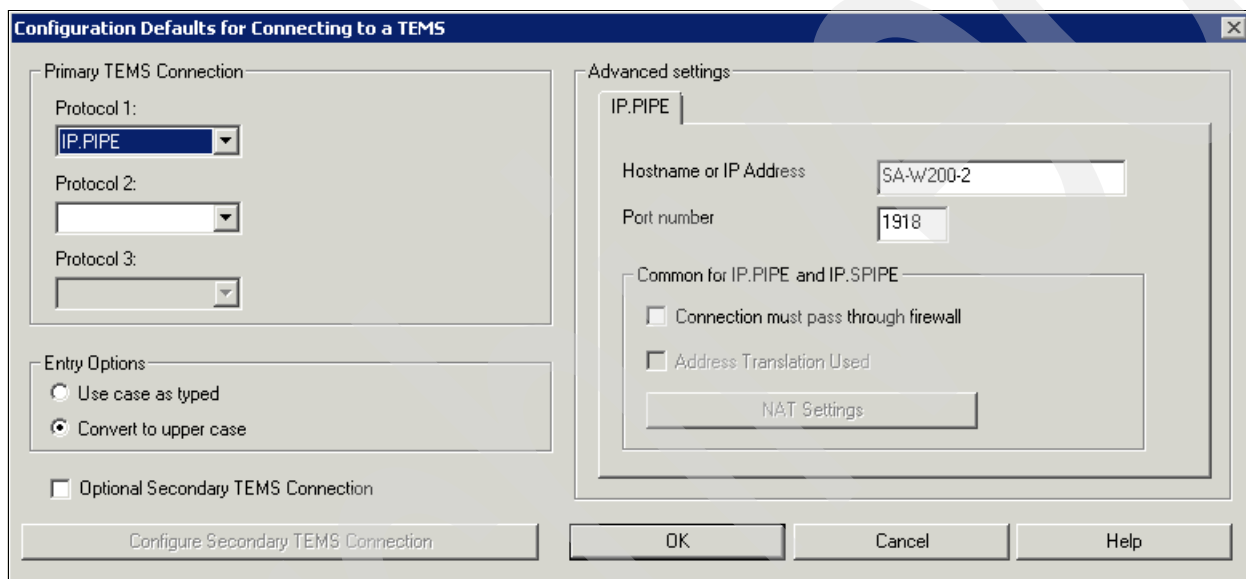 Configuration Defaults for Connecting to a TEMS
Primary TEMS Connection
Protocol 1:
IP.PIPE
Protocol 2:
Protocol 3:
Entry Options
Use case as typed
Convert to upper case
Optional Secondary TEMS Connection
Configure Secondary TEMS Connection
Advanced settings
IP.PIPE
Hostname or IP Address
SA-W200-2
Port number
1918
Common for IP.PIPE and IP.SPIPE
Connection must pass through firewall
Address Translation Used
NAT Settings
OK
Cancel
Help